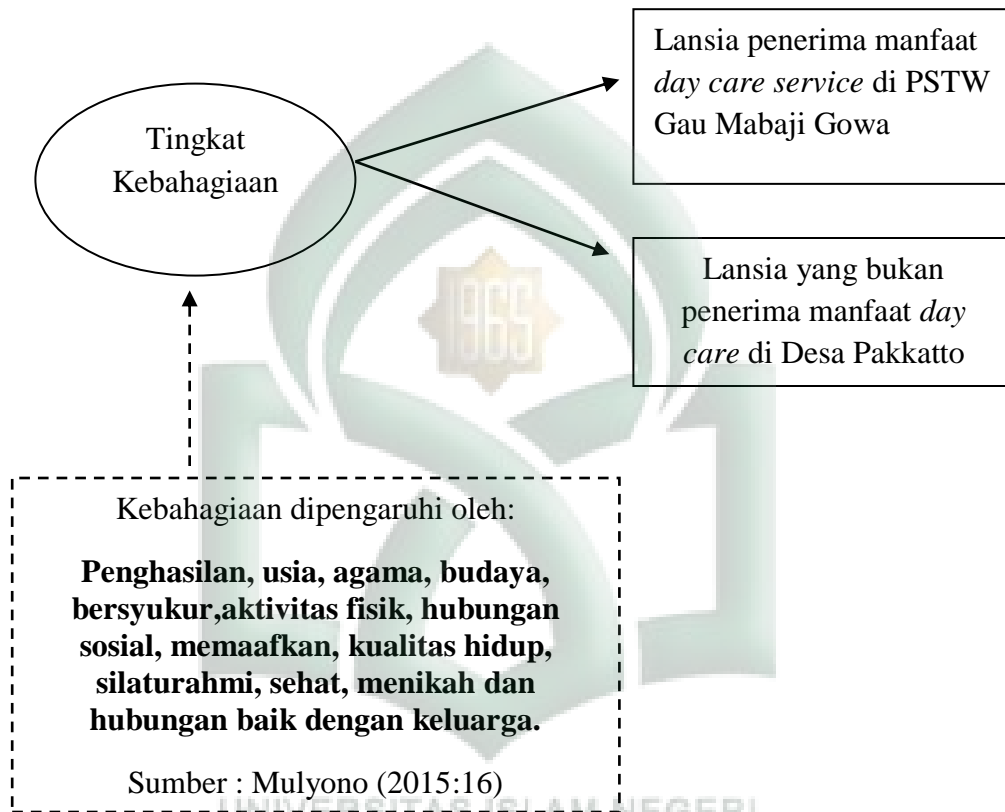 Lansia penerima manfaat
day care service di PSTW
Gau Mabaji Gowa
Tingkat
Kebahagiaan
Lansia yang bukan
penerima manfaat day
care di Desa Pakkatto
1965
Kebahagiaan dipengaruhi oleh:
Penghasilan, usia, agama, budaya,
bersyukur,aktivitas fisik, hubungan
sosial, memaafkan, kualitas hidup,
silaturahmi, sehat, menikah dan
hubungan baik dengan keluarga.
Sumber : Mulyono (2015:16)
UNIVERSITAS ISLAM NEGERI